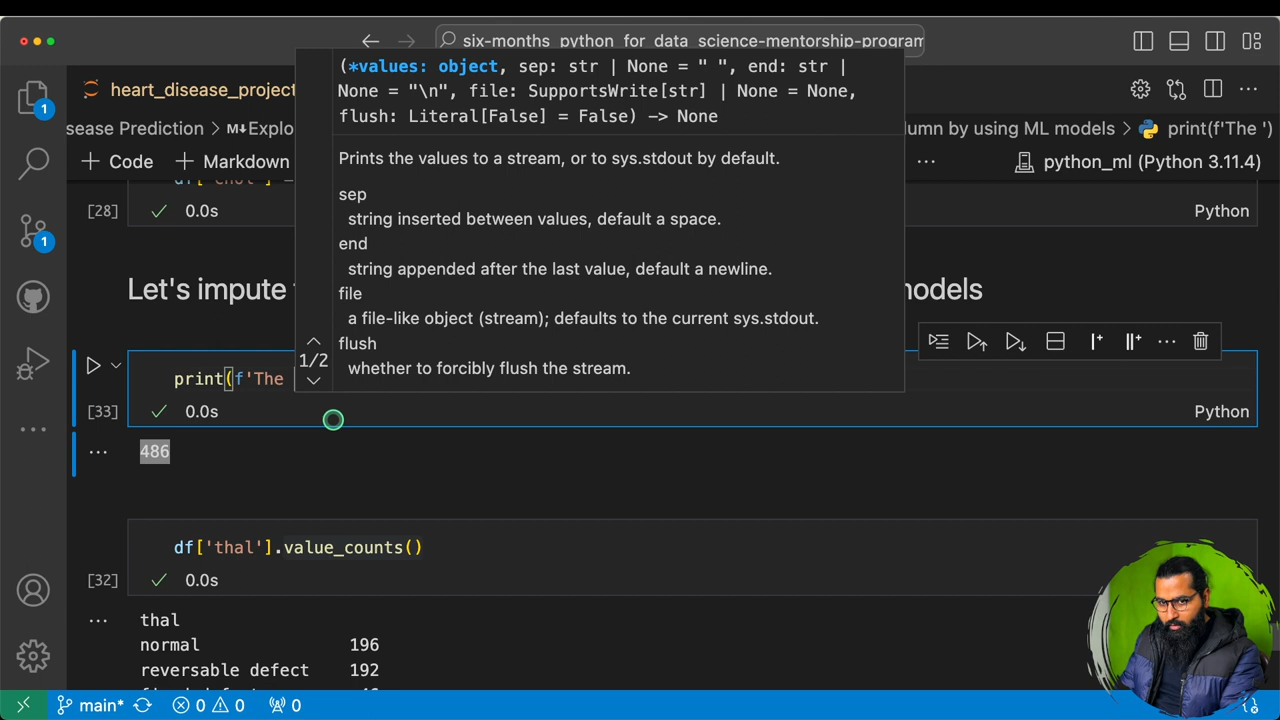 six-months_python_for_data_science-mentorship-program
heart_disease_project
sease Prediction > M↓Explo
lumn by using ML models > print(f'The ')
+ Code + Markdown
... python_ml (Python 3.11.4)
(*values: object, sep: str | None = " ", end: str |
None = "\n", file: SupportsWrite[str] | None = None,
flush: Literal[False] = False) -> None
Prints the values to a stream, or to sys.stdout by default.
sep
string inserted between values, default a space.
end
string appended after the last value, default a newline.
file
a file-like object (stream); defaults to the current sys.stdout.
flush
whether to forcibly flush the stream.
1/2
[28] 0.0s Python
Let's impute
models
print(f'The
[33] 0.0s Python
486
df['thal'].value_counts()
[32] 0.0s
thal
normal 196
reversable defect 192
1
1
main* 0 0 0